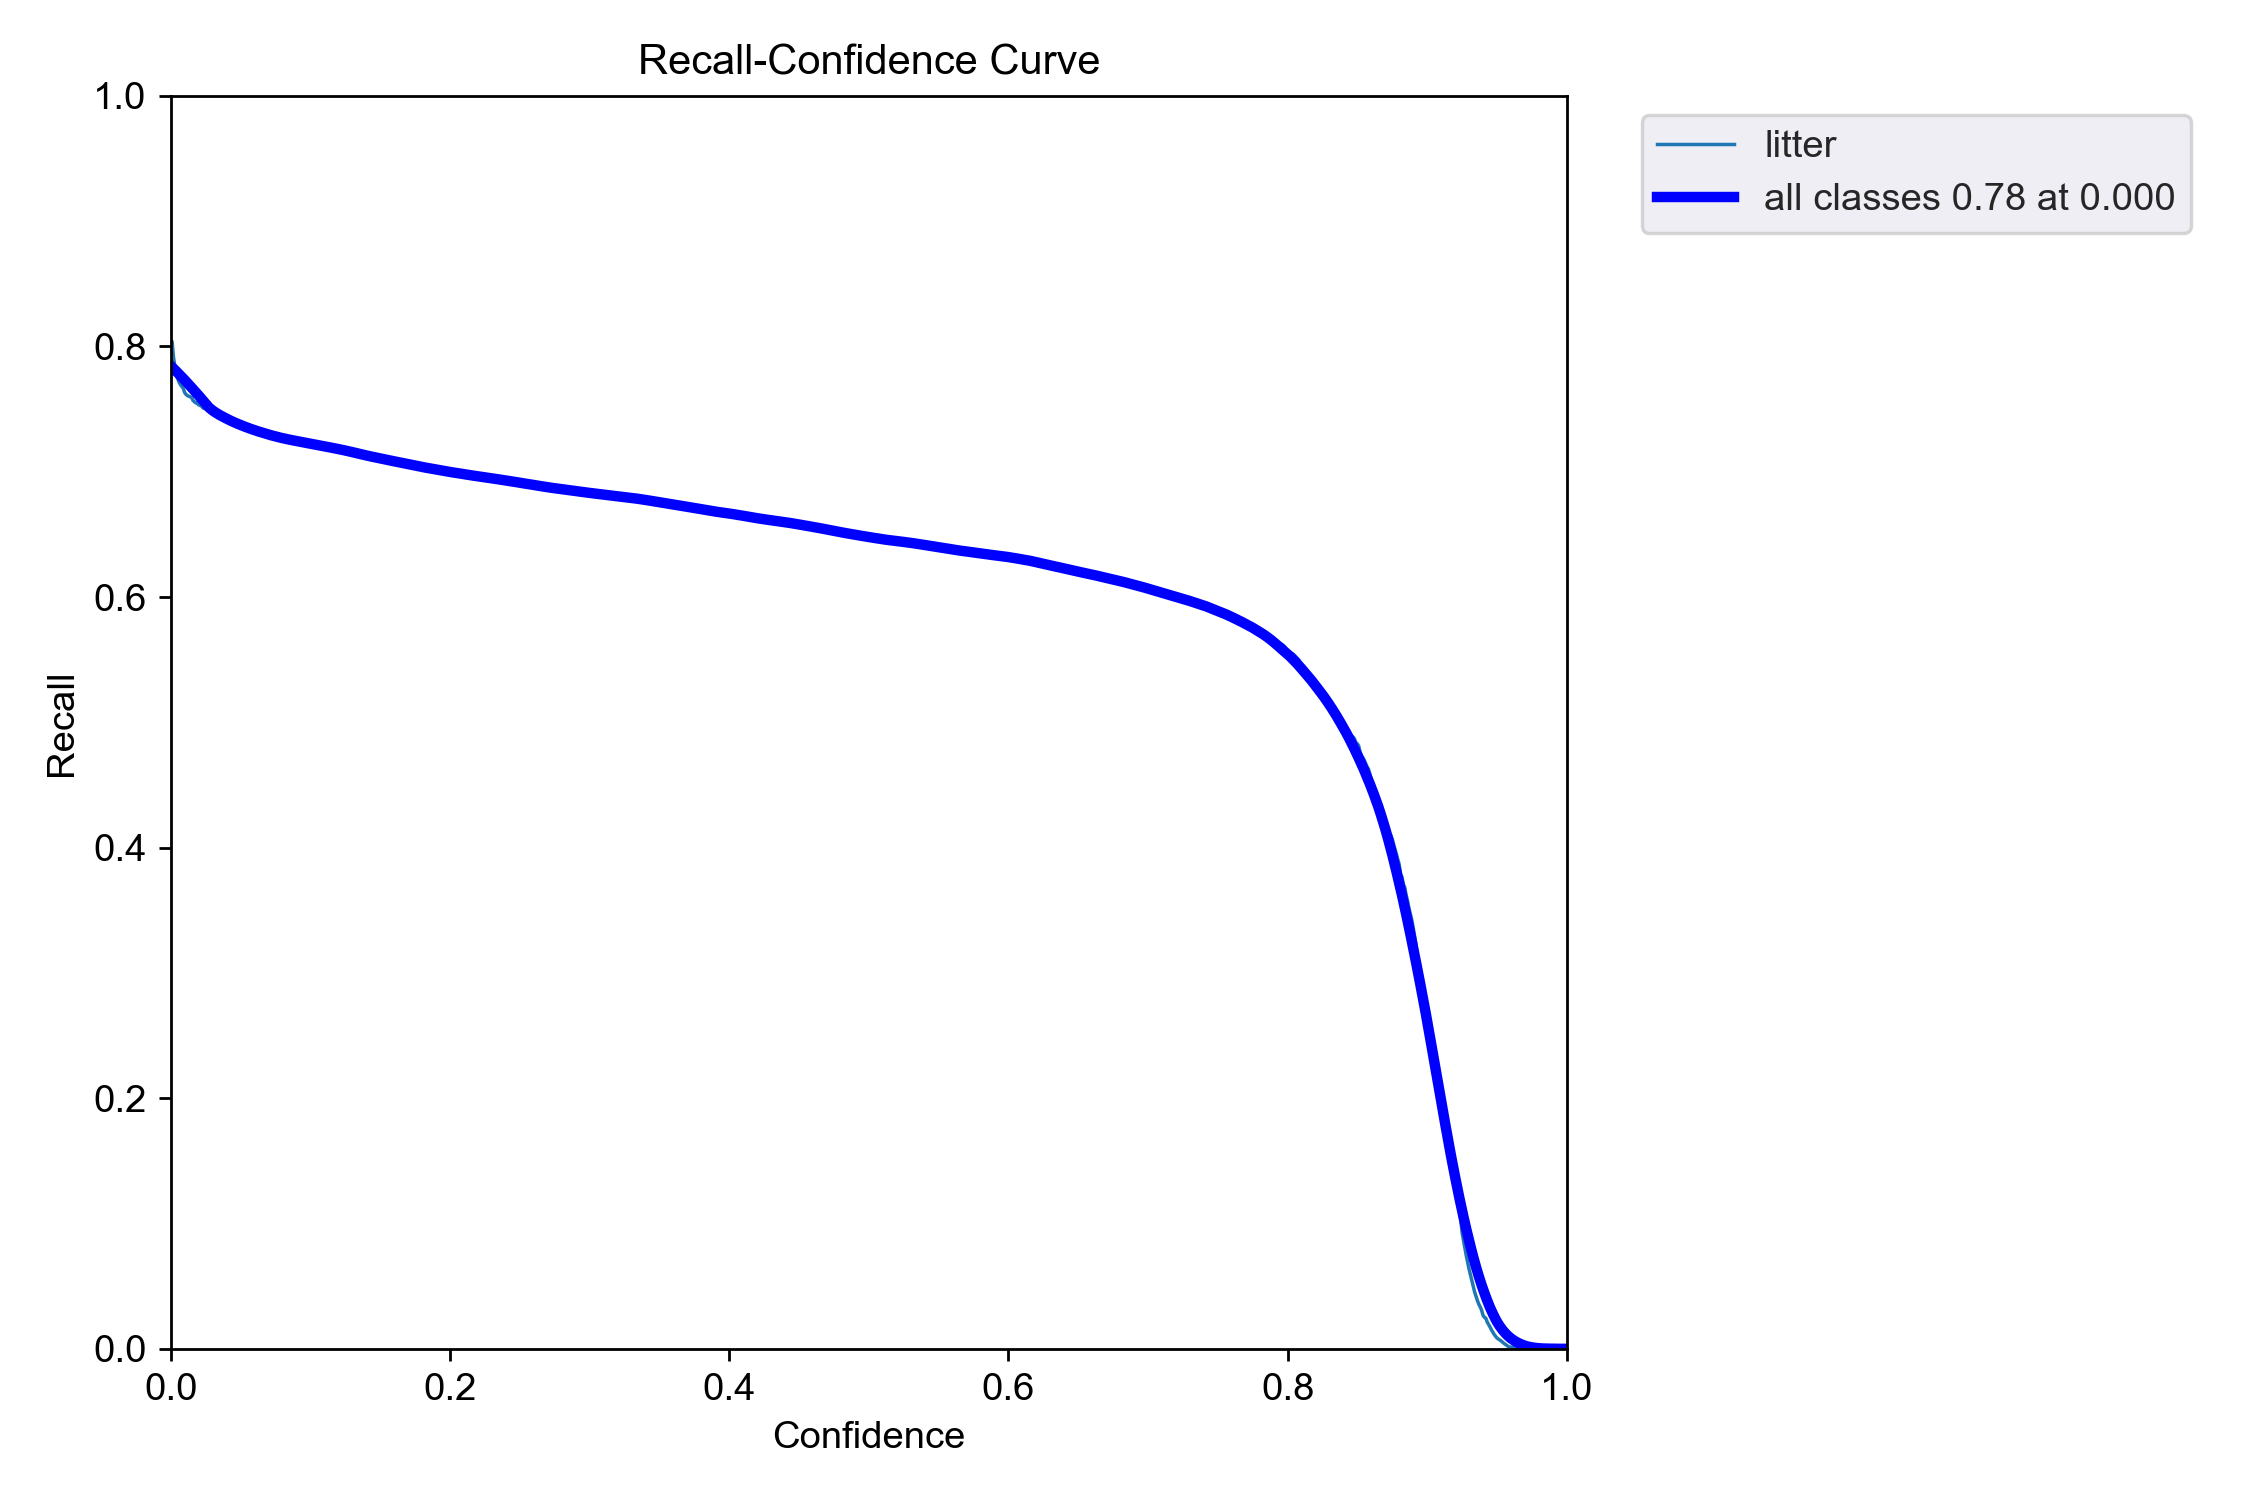 Recall-Confidence Curve
litter
all classes 0.78 at 0.000
1.0
0.8
0.6
0.4
0.2
0.0
Recall
0.0 0.2 0.4 0.6 0.8 1.0
Confidence